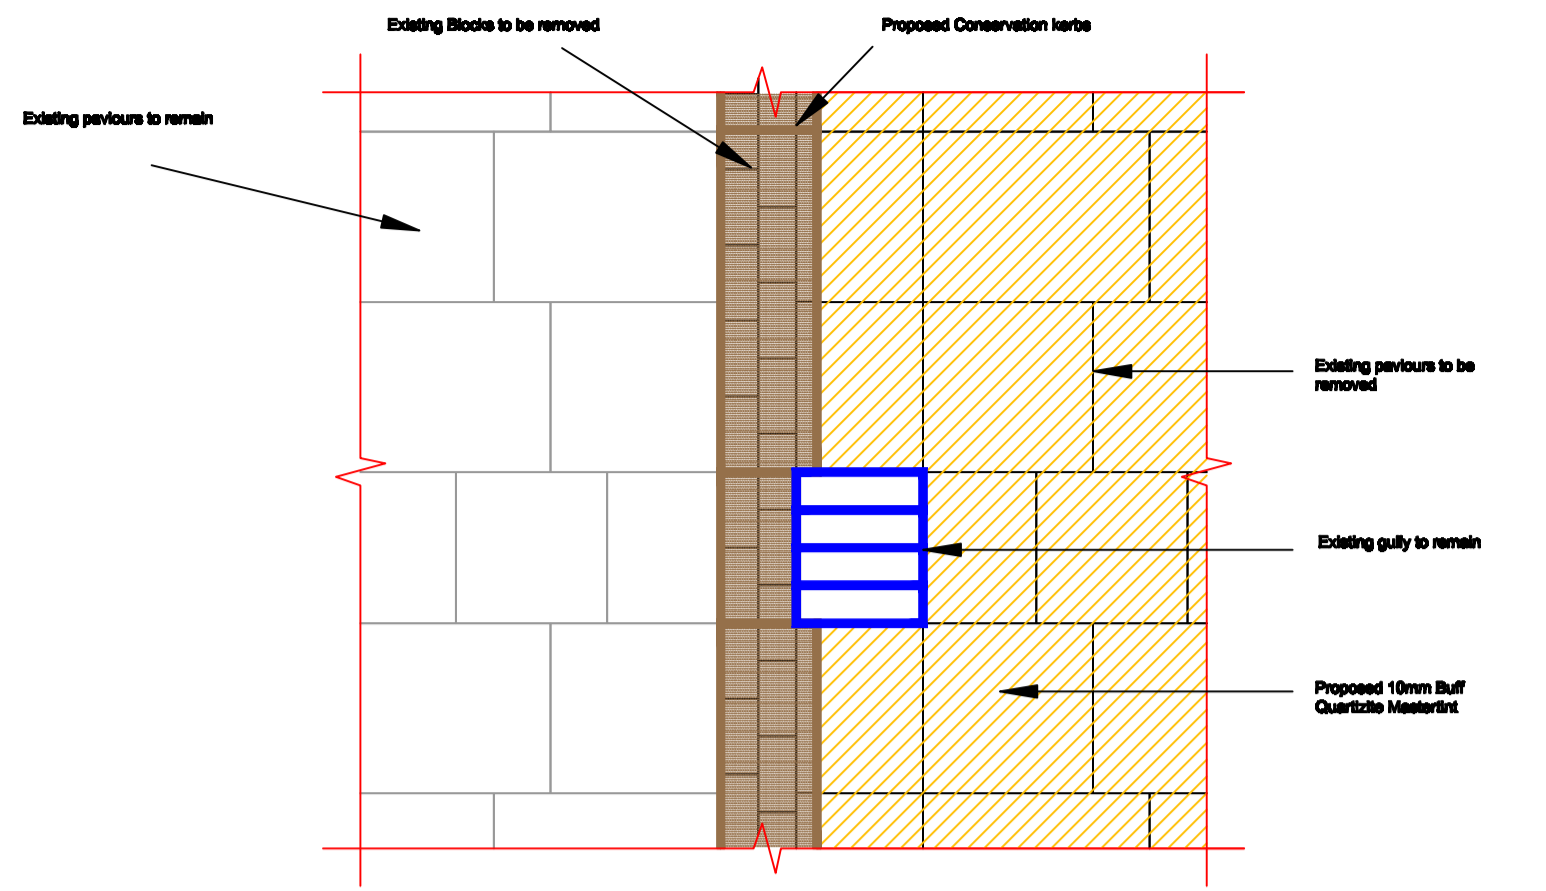 Existing Blocks to be removed
Proposed Conservation kerbs
Existing paviours to remain
Existing paviours to be
removed
Existing gully to remain
Proposed 10mm Buff
Quartizite Mastertint